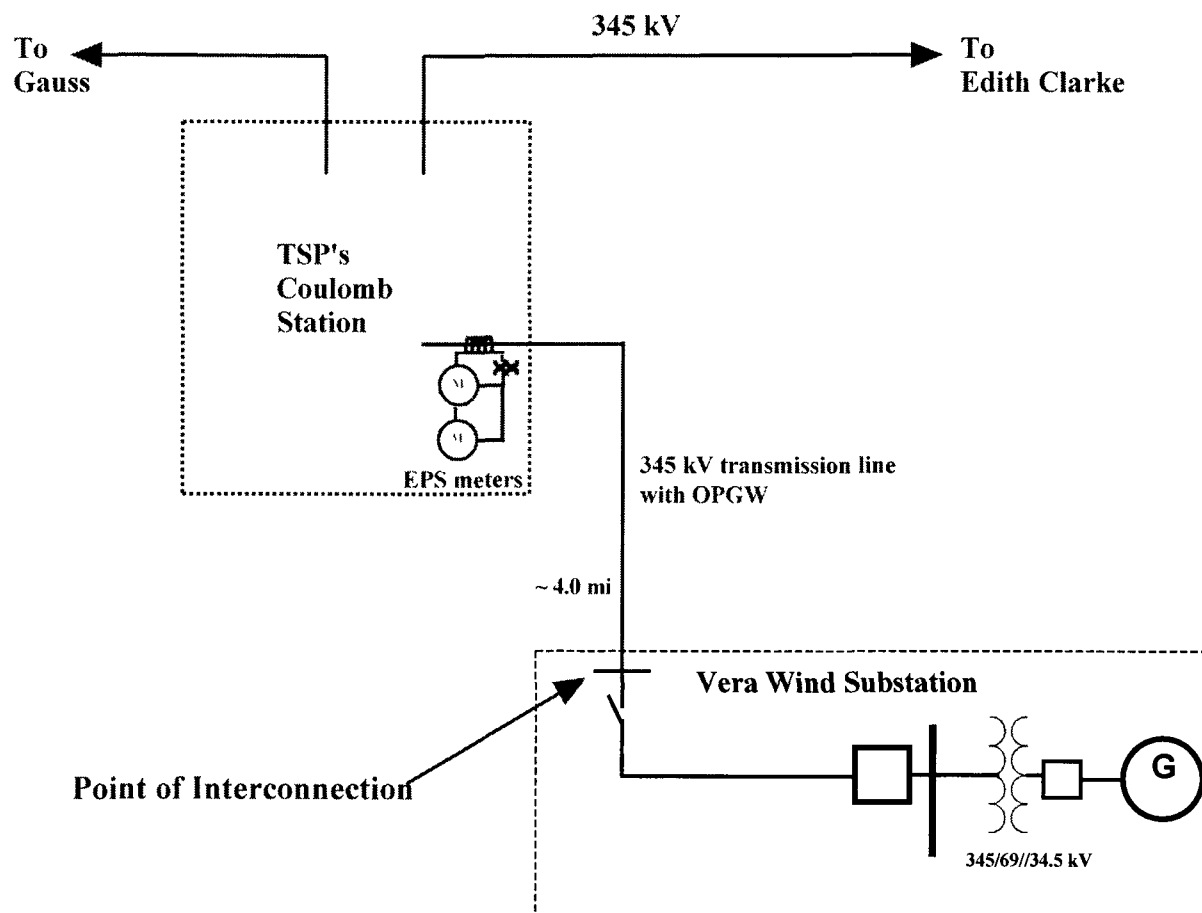 345 kV
To
Gauss
To
Edith Clarke
TSP's
Coulomb
Station
M
M
EPS meters
345 kV transmission line
with OPGW
~ 4.0 mi
Vera Wind Substation
Point of Interconnection
G
345/69//34.5 kV